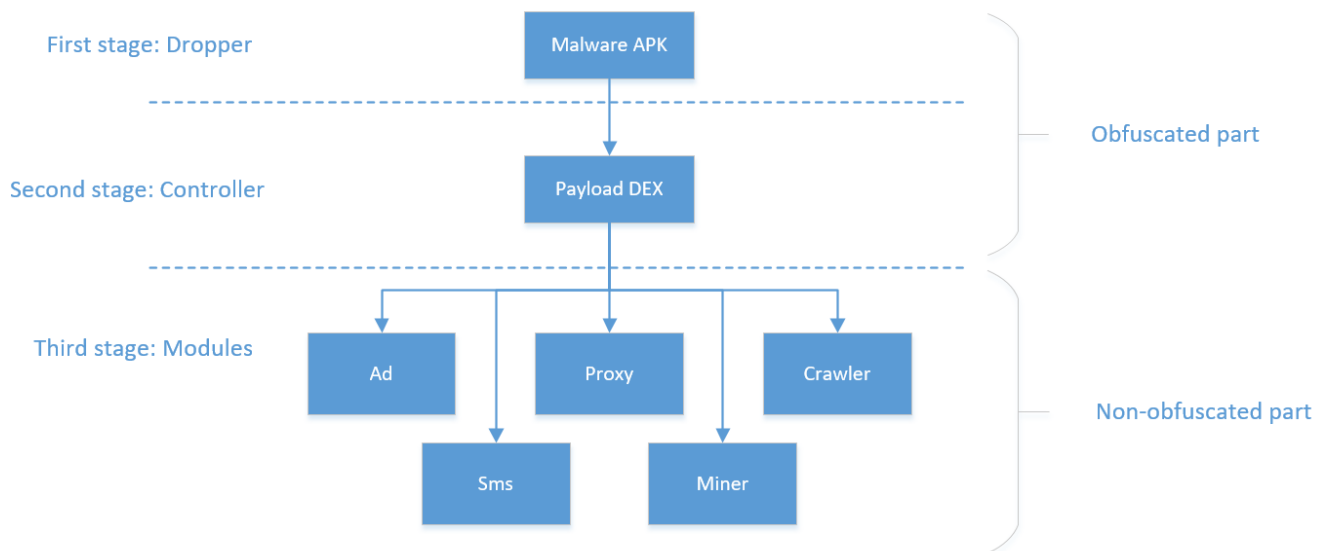 First stage: Dropper
Malware APK
Obfuscated part
Second stage: Controller
Payload DEX
Third stage: Modules
Ad
Proxy
Crawler
Non-obfuscated part
Sms
Miner